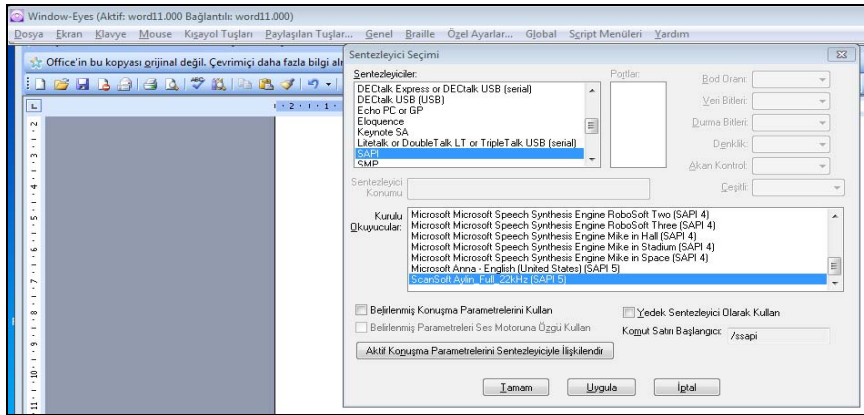 Window-Eyes (Aktif: word11.000 Bağlantılı: word11.000)
Dosya Ekran Klavye Mouse Kısayol Tuşları Paylaşılan Tuşlar... Genel Braille Özel Ayarlar... Global Script Menüleri Yardım
Office'in bu kopyası orijinal değil. Çevrimiçi daha fazla bilgi al
Sentezleyici Seçimi
Sentezleyiciler:
DECtalk Express or DECtalk USB (serial)
DECtalk USB (USB)
Echo PC or GP
Eloquence
Keynote SA
Litetalk or DoubleTalk LT or TripleTalk USB (serial)
SAPI
SMP
Portlar:
Bod Oranı:
Veri Bitleri:
Durma Bitleri:
Denklik:
Akan Kontrol:
Sentezleyici Konumu
Çeşitli:
Kurulu Okuyucular:
Microsoft Microsoft Speech Synthesis Engine RoboSoft Two (SAPI 4)
Microsoft Microsoft Speech Synthesis Engine RoboSoft Three (SAPI 4)
Microsoft Microsoft Speech Synthesis Engine Mike in Hall (SAPI 4)
Microsoft Microsoft Speech Synthesis Engine Mike in Stadium (SAPI 4)
Microsoft Microsoft Speech Synthesis Engine Mike in Space (SAPI 4)
Microsoft Anna - English (United States) (SAPI 5)
ScanSoft Aylin_Full_22kHz (SAPI 5)
Belirlenmiş Konuşma Parametrelerini Kullan
Yedek Sentezleyici Olarak Kullan
Belirlenmiş Parametreleri Ses Motoruna Özgü Kullan
Komut Satırı Başlangıcı: /ssapi
Aktif Konuşma Parametrelerini Sentezleyiciyle İlişkilendir
Tamam Uygula İptal